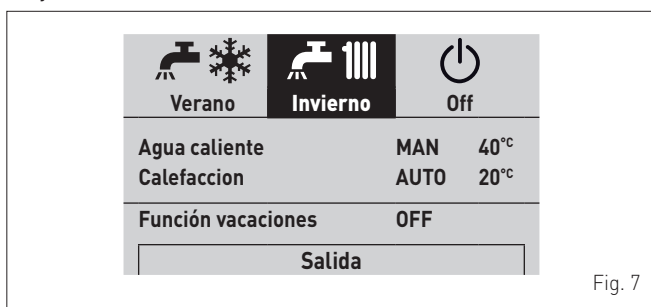 Verano Invierno Off
Agua caliente MAN 40°C
Calefaccion AUTO 20°C
Función vacaciones OFF
Salida
Fig. 7